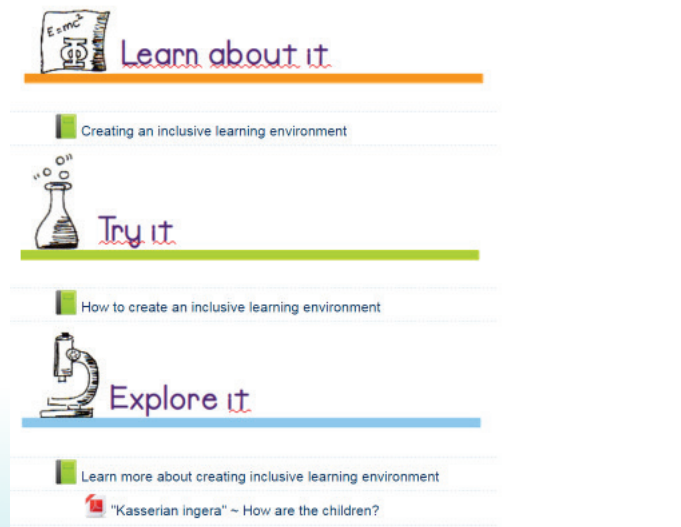 E=mc²
Φ
Learn about it
Creating an inclusive learning environment
Try it
How to create an inclusive learning environment
Explore it
Learn more about creating inclusive learning environment
"Kasserian ingera" ~ How are the children?